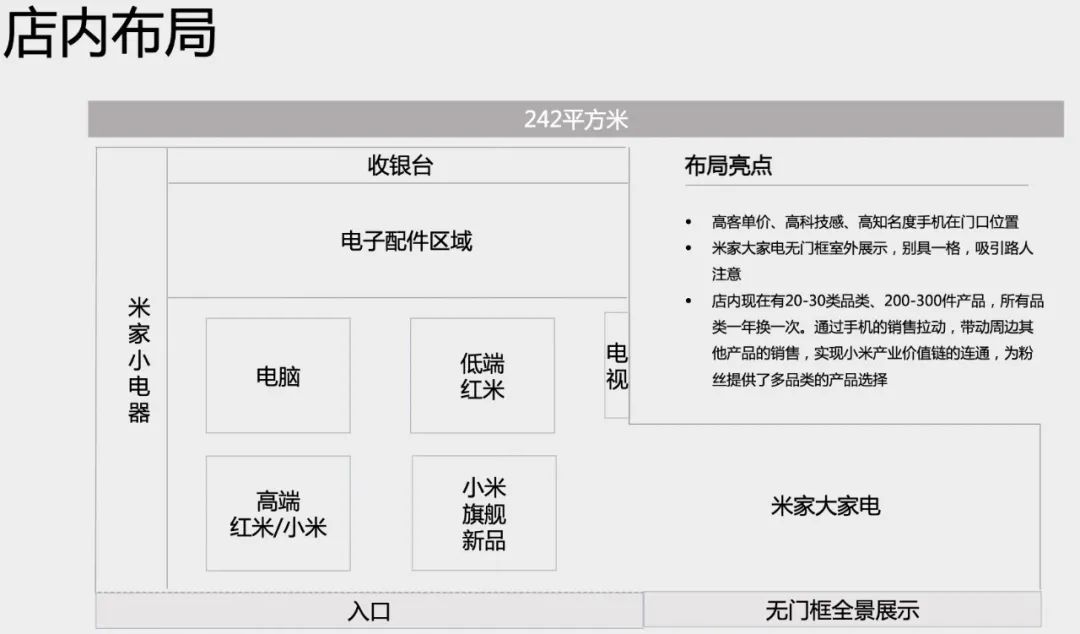 店内布局
242平方米
收银台
电子配件区域
米
家
小
电
器
电脑
低端
红米
电
视
高端
红米/小米
小米
旗舰
新品
米家大家电
入口
无门框全景展示
布局亮点
• 高客单价、高科技感、高知名度手机在门口位置
• 米家大家电无门框室外展示，别具一格，吸引路人
注意
• 店内现在有20-30类品类、200-300件产品，所有品
类一年换一次。通过手机的销售拉动，带动周边其
他产品的销售，实现小米产业价值链的连通，为粉
丝提供了多品类的产品选择